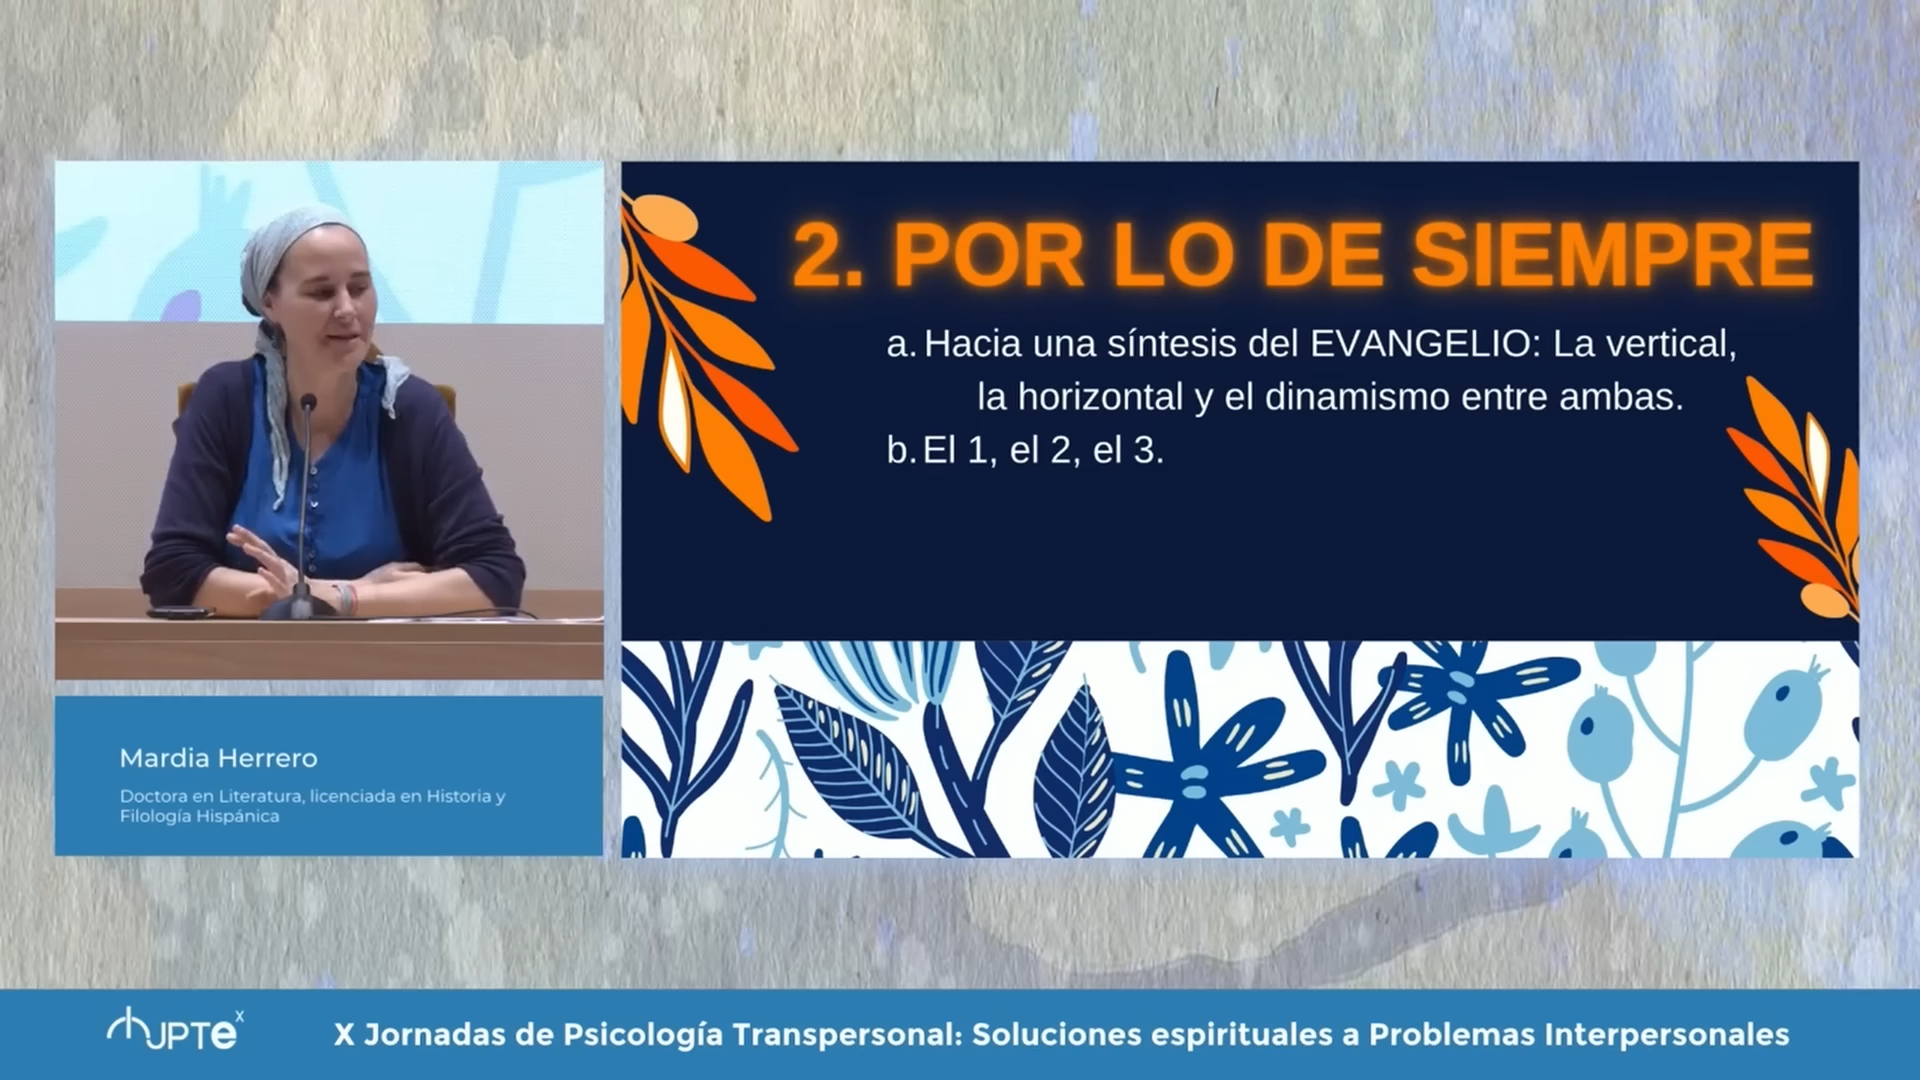 2. POR LO DE SIEMPRE
a. Hacia una síntesis del EVANGELIO: La vertical,
la horizontal y el dinamismo entre ambas.
b. El 1, el 2, el 3.
Mardia Herrero
Doctora en Literatura, licenciada en Historia y
Filología Hispánica
JPTe x
X Jornadas de Psicología Transpersonal: Soluciones espirituales a Problemas Interpersonales